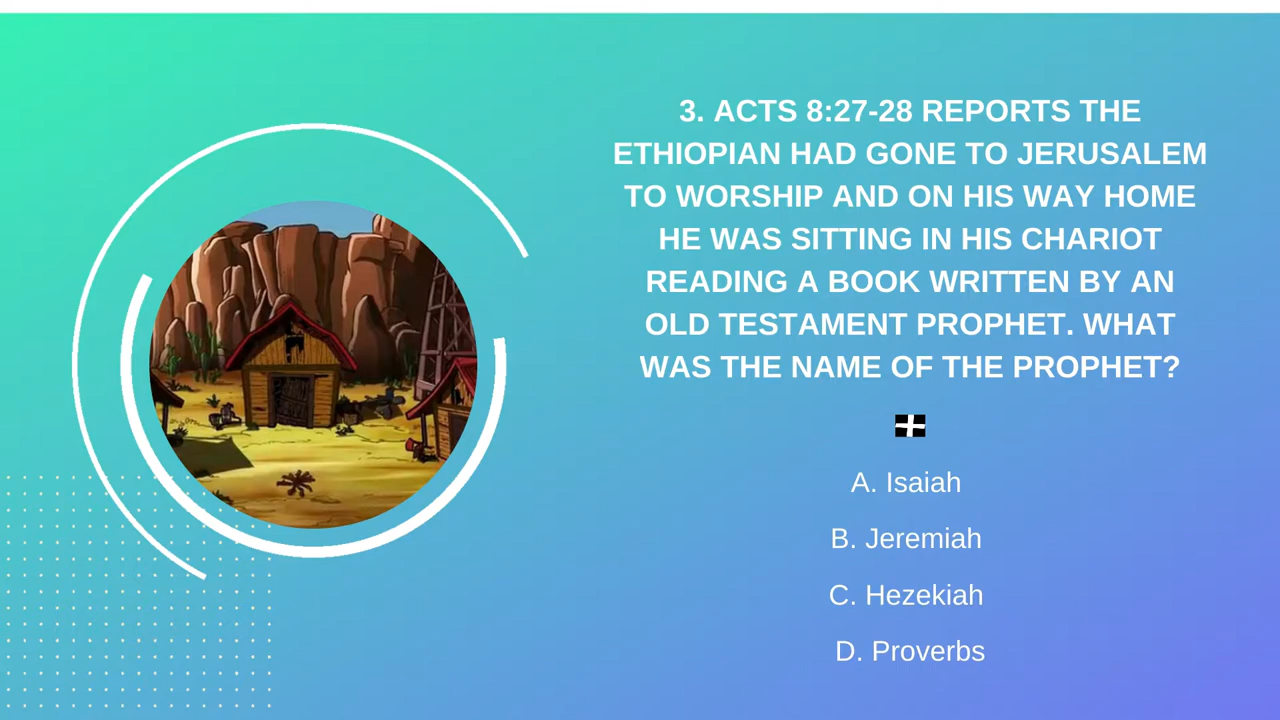 3. ACTS 8:27-28 REPORTS THE
ETHIOPIAN HAD GONE TO JERUSALEM
TO WORSHIP AND ON HIS WAY HOME
HE WAS SITTING IN HIS CHARIOT
READING A BOOK WRITTEN BY AN
OLD TESTAMENT PROPHET. WHAT
WAS THE NAME OF THE PROPHET?
A. Isaiah
B. Jeremiah
C. Hezekiah
D. Proverbs